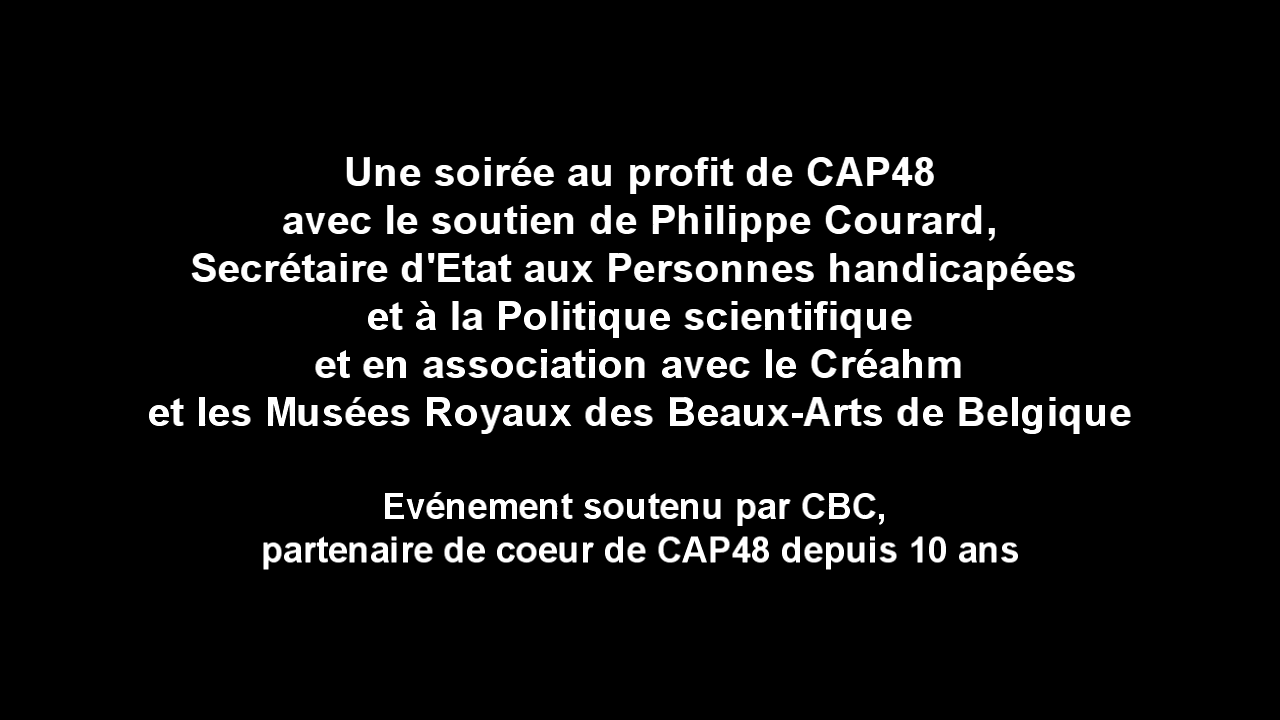 Une soirée au profit de CAP48
avec le soutien de Philippe Courard,
Secrétaire d'Etat aux Personnes handicapées
et à la Politique scientifique
et en association avec le Créahm
et les Musées Royaux des Beaux-Arts de Belgique
Evénement soutenu par CBC,
partenaire de coeur de CAP48 depuis 10 ans